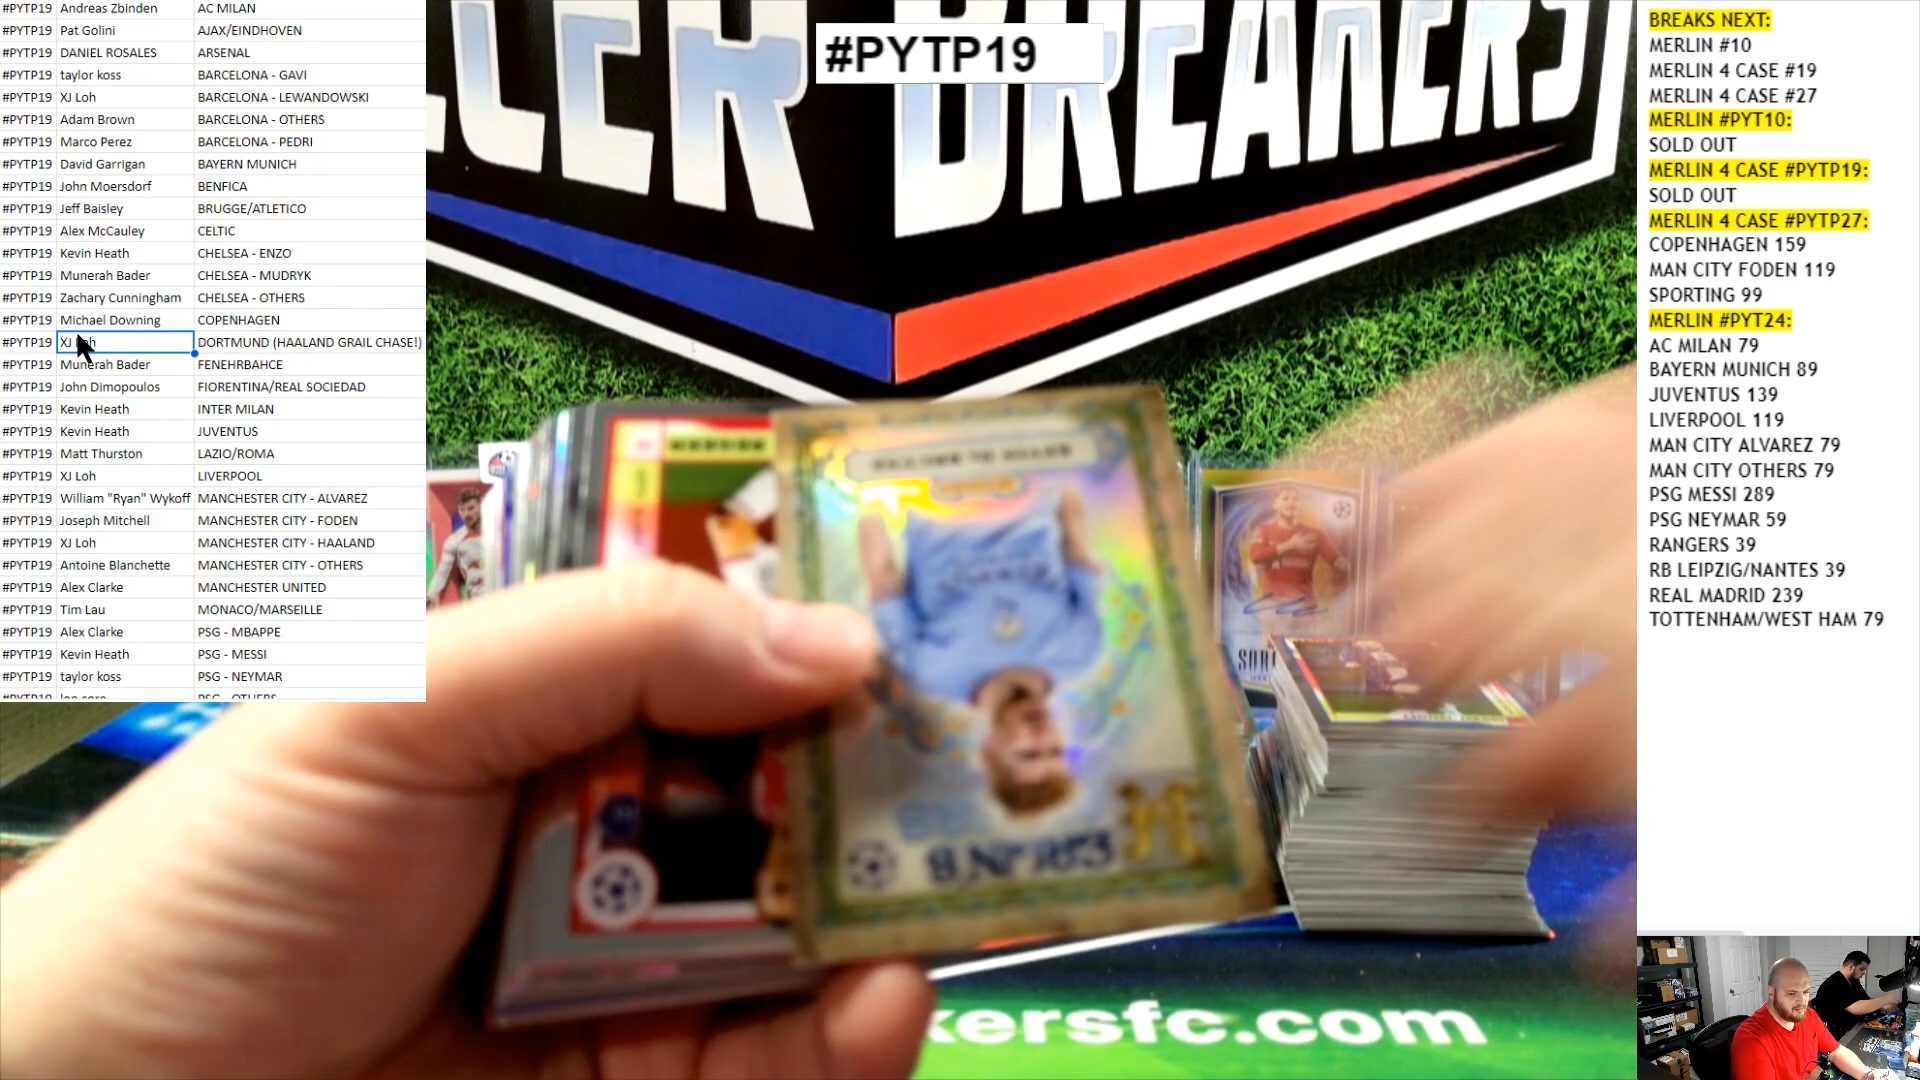 #PYTP19 Andreas Zbinden AC MILAN
#PYTP19 Pat Golini AJAX/EINDHOVEN
#PYTP19 DANIEL ROSALES ARSENAL
#PYTP19 taylor koss BARCELONA - GAVI
#PYTP19 XJ Loh BARCELONA - LEWANDOWSKI
#PYTP19 Adam Brown BARCELONA - OTHERS
#PYTP19 Marco Perez BARCELONA - PEDRI
#PYTP19 David Garrigan BAYERN MUNICH
#PYTP19 John Moersdorf BENFICA
#PYTP19 Jeff Baisley BRUGGE/ATLETICO
#PYTP19 Alex McCauley CELTIC
#PYTP19 Kevin Heath CHELSEA - ENZO
#PYTP19 Munerah Bader CHELSEA - MUDRYK
#PYTP19 Zachary Cunningham CHELSEA - OTHERS
#PYTP19 Michael Downing COPENHAGEN
#PYTP19 XJ Loh DORTMUND (HAALAND GRAIL CHASE!)
#PYTP19 Munerah Bader FENEHRBAHCE
#PYTP19 John Dimopoulos FIORENTINA/REAL SOCIEDAD
#PYTP19 Kevin Heath INTER MILAN
#PYTP19 Kevin Heath JUVENTUS
#PYTP19 Matt Thurston LAZIO/ROMA
#PYTP19 XJ Loh LIVERPOOL
#PYTP19 William "Ryan" Wykoff MANCHESTER CITY - ALVAREZ
#PYTP19 Joseph Mitchell MANCHESTER CITY - FODEN
#PYTP19 XJ Loh MANCHESTER CITY - HAALAND
#PYTP19 Antoine Blanchette MANCHESTER CITY - OTHERS
#PYTP19 Alex Clarke MANCHESTER UNITED
#PYTP19 Tim Lau MONACO/MARSEILLE
#PYTP19 Alex Clarke PSG - MBAPPE
#PYTP19 Kevin Heath PSG - MESSI
#PYTP19 taylor koss PSG - NEYMAR
#PYTP19
CCER BREAKERS
#PYTP19
kersfc.com
BREAKS NEXT:
MERLIN #10
MERLIN 4 CASE #19
MERLIN 4 CASE #27
MERLIN #PYT10:
SOLD OUT
MERLIN 4 CASE #PYTP19:
SOLD OUT
MERLIN 4 CASE #PYTP27:
COPENHAGEN 159
MAN CITY FODEN 119
SPORTING 99
MERLIN #PYT24:
AC MILAN 79
BAYERN MUNICH 89
JUVENTUS 139
LIVERPOOL 119
MAN CITY ALVAREZ 79
MAN CITY OTHERS 79
PSG MESSI 289
PSG NEYMAR 59
RANGERS 39
RB LEIPZIG/NANTES 39
REAL MADRID 239
TOTTENHAM/WEST HAM 79